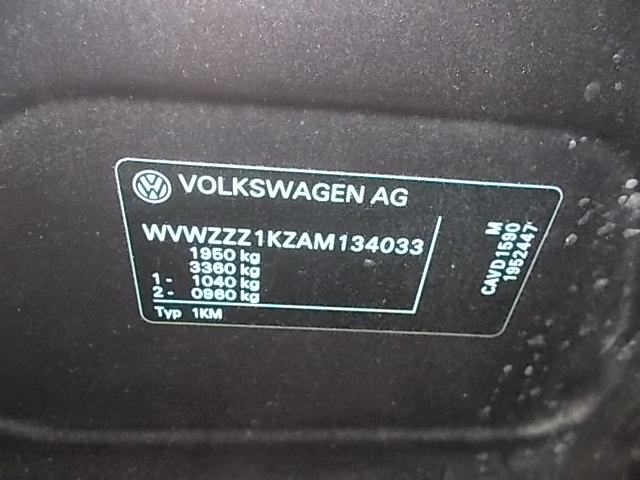 VOLKSWAGEN AG
WVWZZZ1KZAM134033
1950 kg
3360 kg
1- 1040 kg
2- 0960 kg
Typ 1KM
M
CAVD1590
1952447